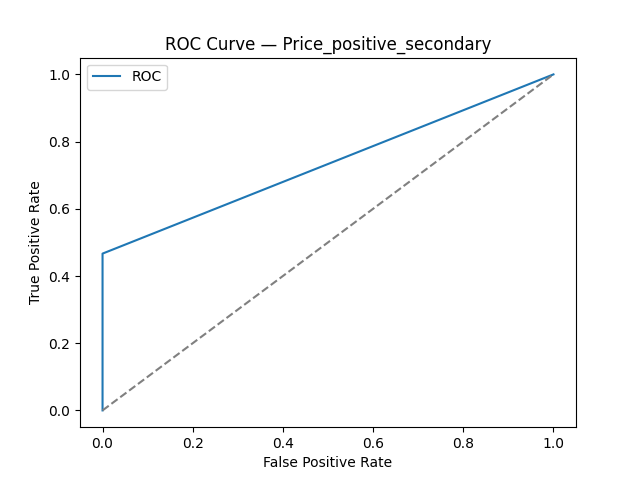 ROC Curve — Price_positive_secondary
ROC
1.0
0.8
0.6
0.4
0.2
0.0
True Positive Rate
0.0 0.2 0.4 0.6 0.8 1.0
False Positive Rate